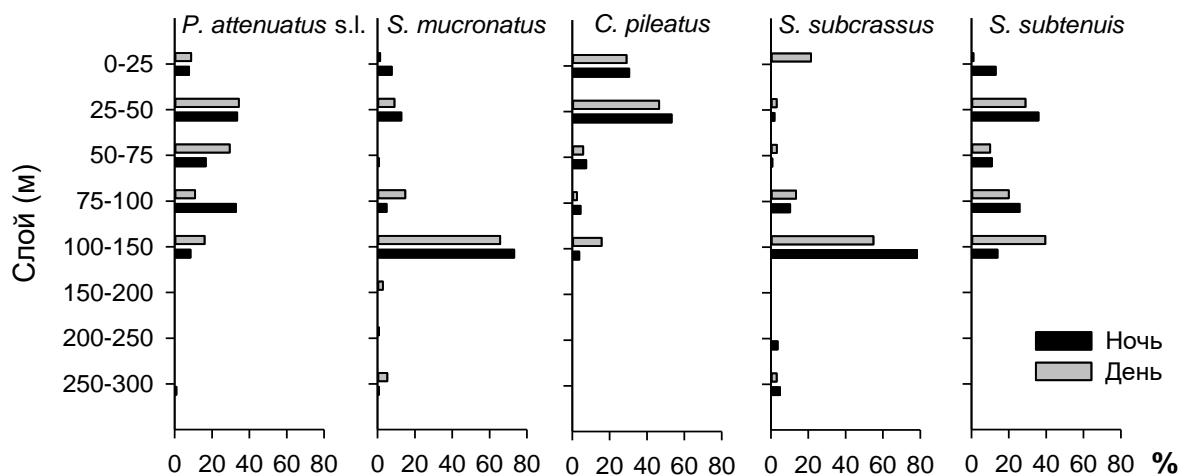 P. attenuatus s.l. S. mucronatus C. pileatus S. subcrassus S. subtenuis
Слой (м)
0-25
25-50
50-75
75-100
100-150
150-200
200-250
250-300
Ночь
День
0 20 40 60 80 0 20 40 60 80 0 20 40 60 80 0 20 40 60 80 0 20 40 60 80 %